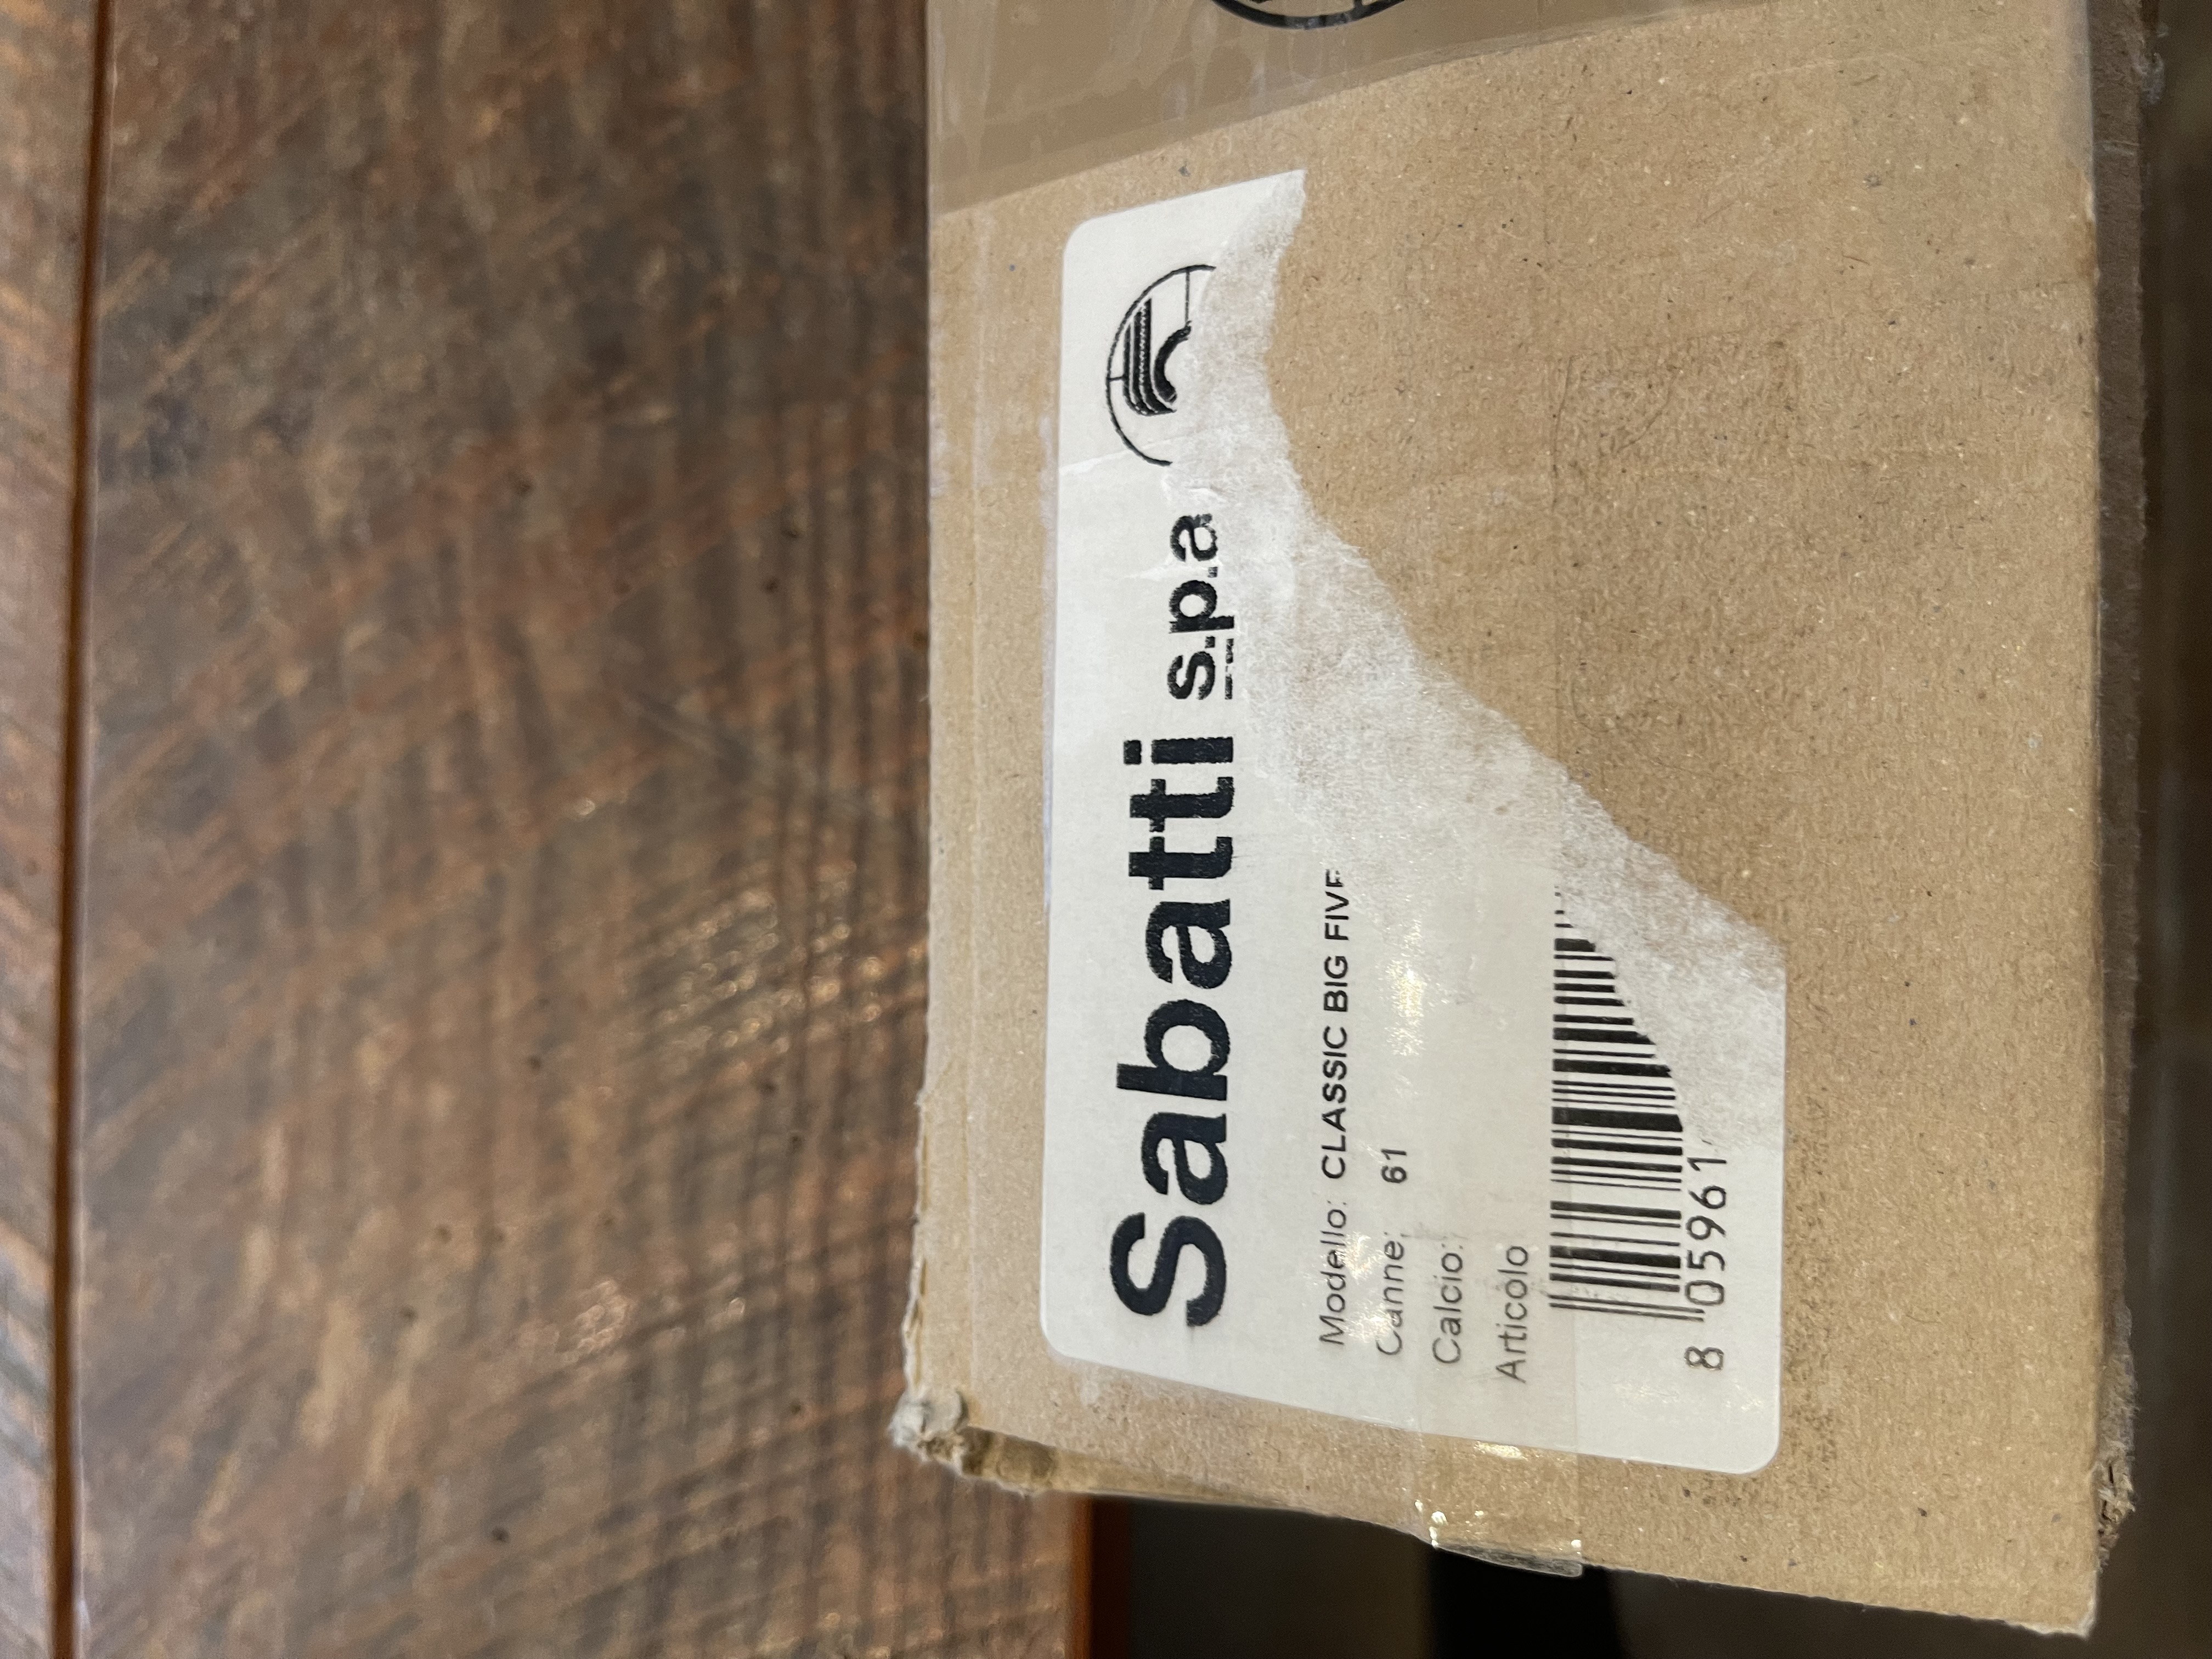 Sabatti s.p.a
Modello: CLASSIC BIG FIVE
Canne: 61
Calcio:
Articolo
8 05961